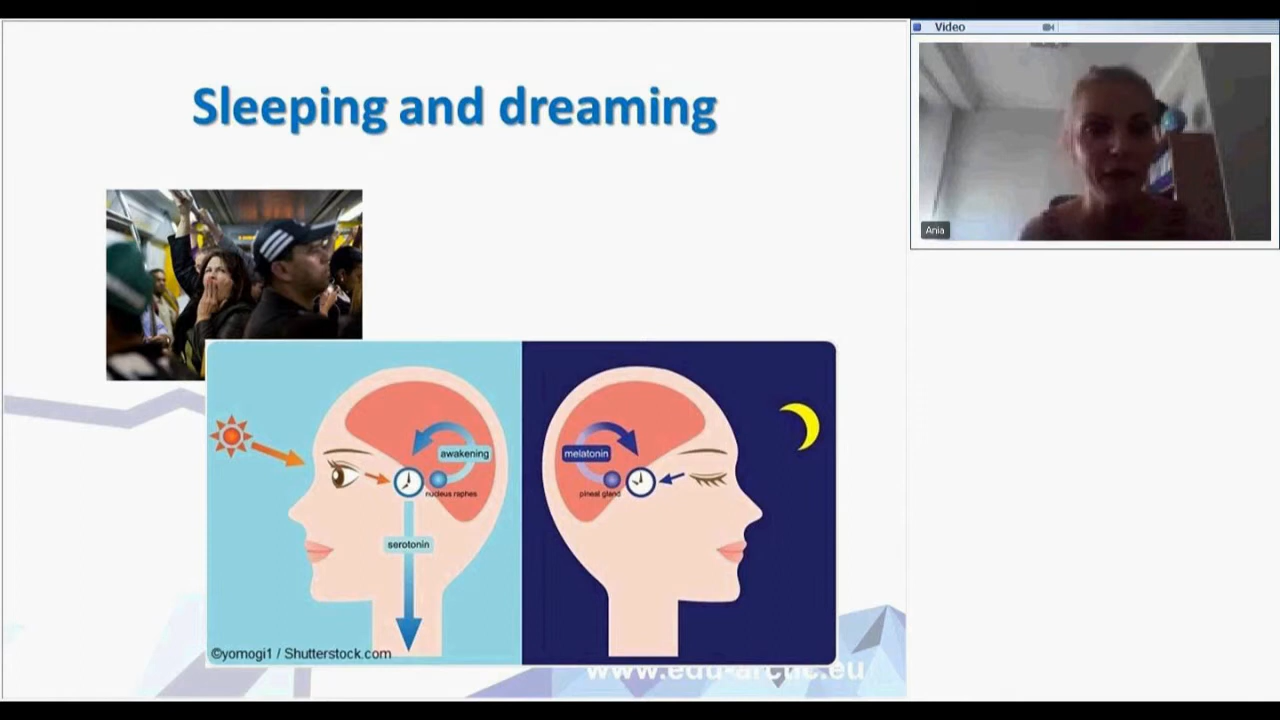 Sleeping and dreaming
awakening
nucleus raphes
serotonin
melatonin
pineal gland
©yomogi1 / Shutterstock.com
www.edu-arctic.eu
Video
Ania